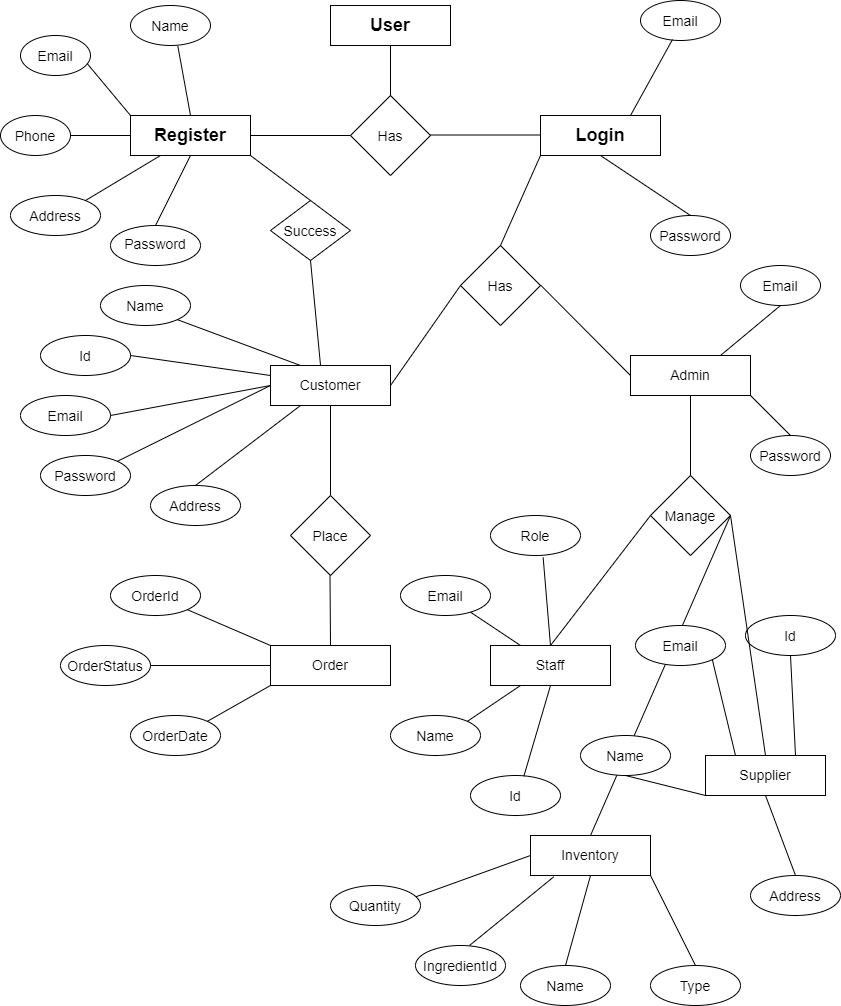 User
Name
Email
Email
Register
Has
Login
Phone
Address
Password
Success
Password
Name
Has
Email
Id
Customer
Admin
Email
Password
Address
Password
Place
Role
Manage
OrderId
Email
Email
Id
OrderStatus
Order
Staff
OrderDate
Name
Name
Supplier
Id
Inventory
Quantity
Address
IngredientId
Name
Type